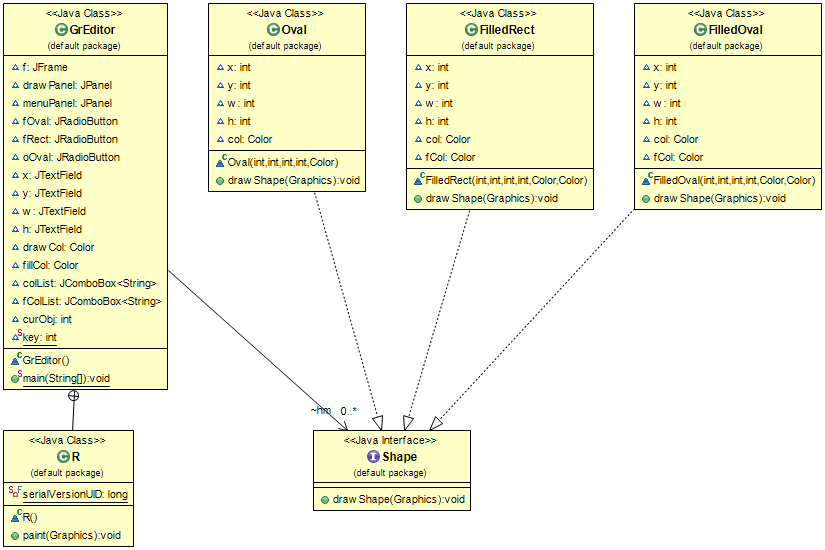 <<Java Class>>
GrEditor
(default package)
f: JFrame
draw Panel: JPanel
menuPanel: JPanel
fOval: JRadioButton
fRect: JRadioButton
oOval: JRadioButton
x: JTextField
y: JTextField
w : JTextField
h: JTextField
draw Col: Color
fillCol: Color
colList: JComboBox<String>
fColList: JComboBox<String>
curObj: int
S key: int
C GrEditor()
S main(String[]):void
<<Java Class>>
Oval
(default package)
x: int
y: int
w : int
h: int
col: Color
C Oval(int,int,int,int,Color)
draw Shape(Graphics):void
<<Java Class>>
FilledRect
(default package)
x: int
y: int
w : int
h: int
col: Color
fCol: Color
C FilledRect(int,int,int,int,Color,Color)
draw Shape(Graphics):void
<<Java Class>>
FilledOval
(default package)
x: int
y: int
w : int
h: int
col: Color
fCol: Color
C FilledOval(int,int,int,int,Color,Color)
draw Shape(Graphics):void
~hm 0..*
<<Java Class>>
R
(default package)
S F serialVersionUID: long
C R()
paint(Graphics):void
<<Java Interface>>
Shape
(default package)
draw Shape(Graphics):void